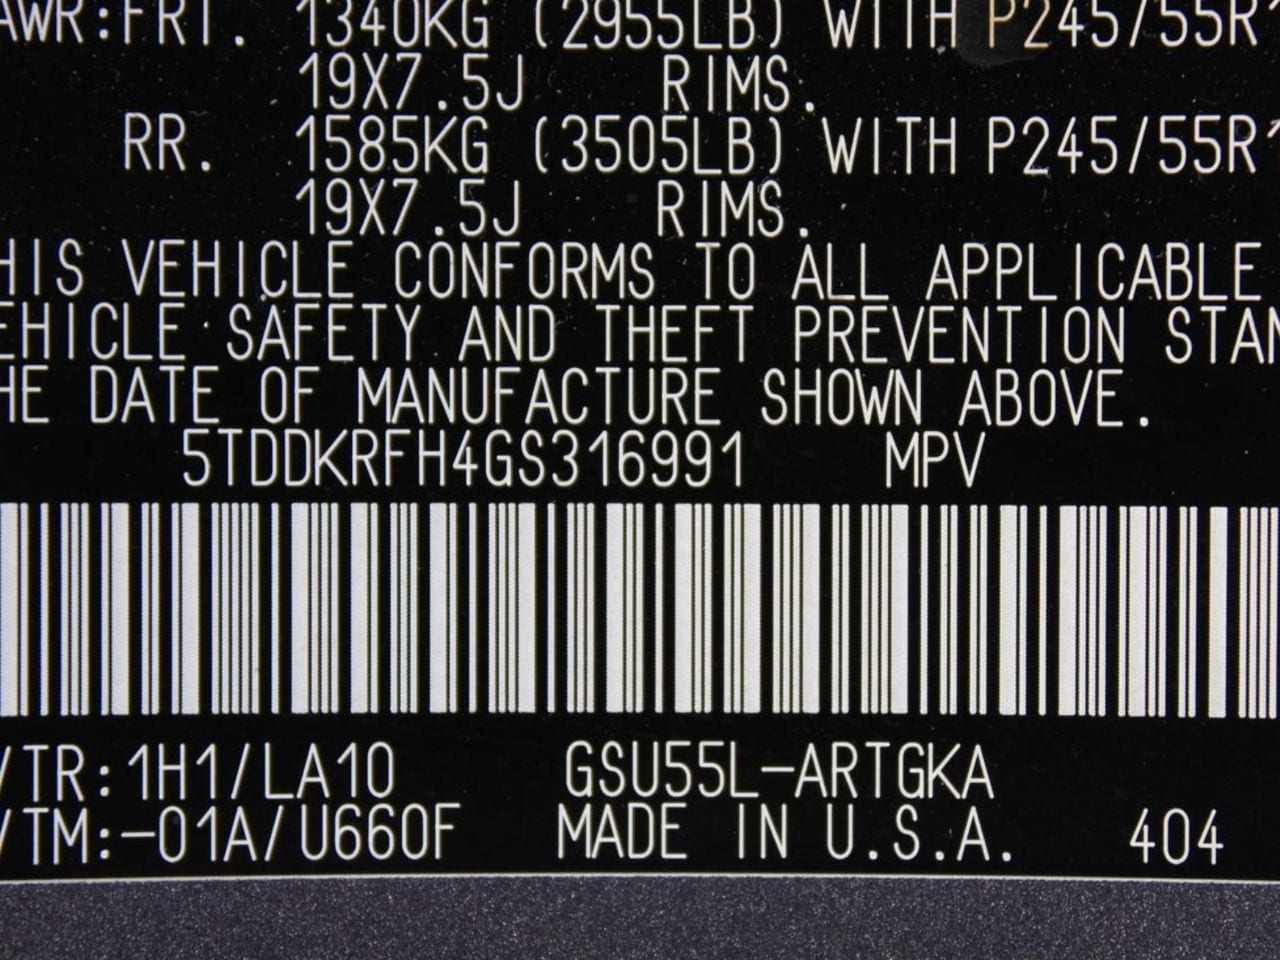 AWR:FRT. 1340KG (2955LB) WITH P245/55R
19X7.5J RIMS.
RR. 1585KG (3505LB) WITH P245/55R
19X7.5J RIMS.
HIS VEHICLE CONFORMS TO ALL APPLICABLE
EHICLE SAFETY AND THEFT PREVENTION STAN
HE DATE OF MANUFACTURE SHOWN ABOVE.
5TDDKRFH4GS316991 MPV
/TR:1H1/LA10 GSU55L-ARTGKA
/TM:-01A/U660F MADE IN U.S.A. 404